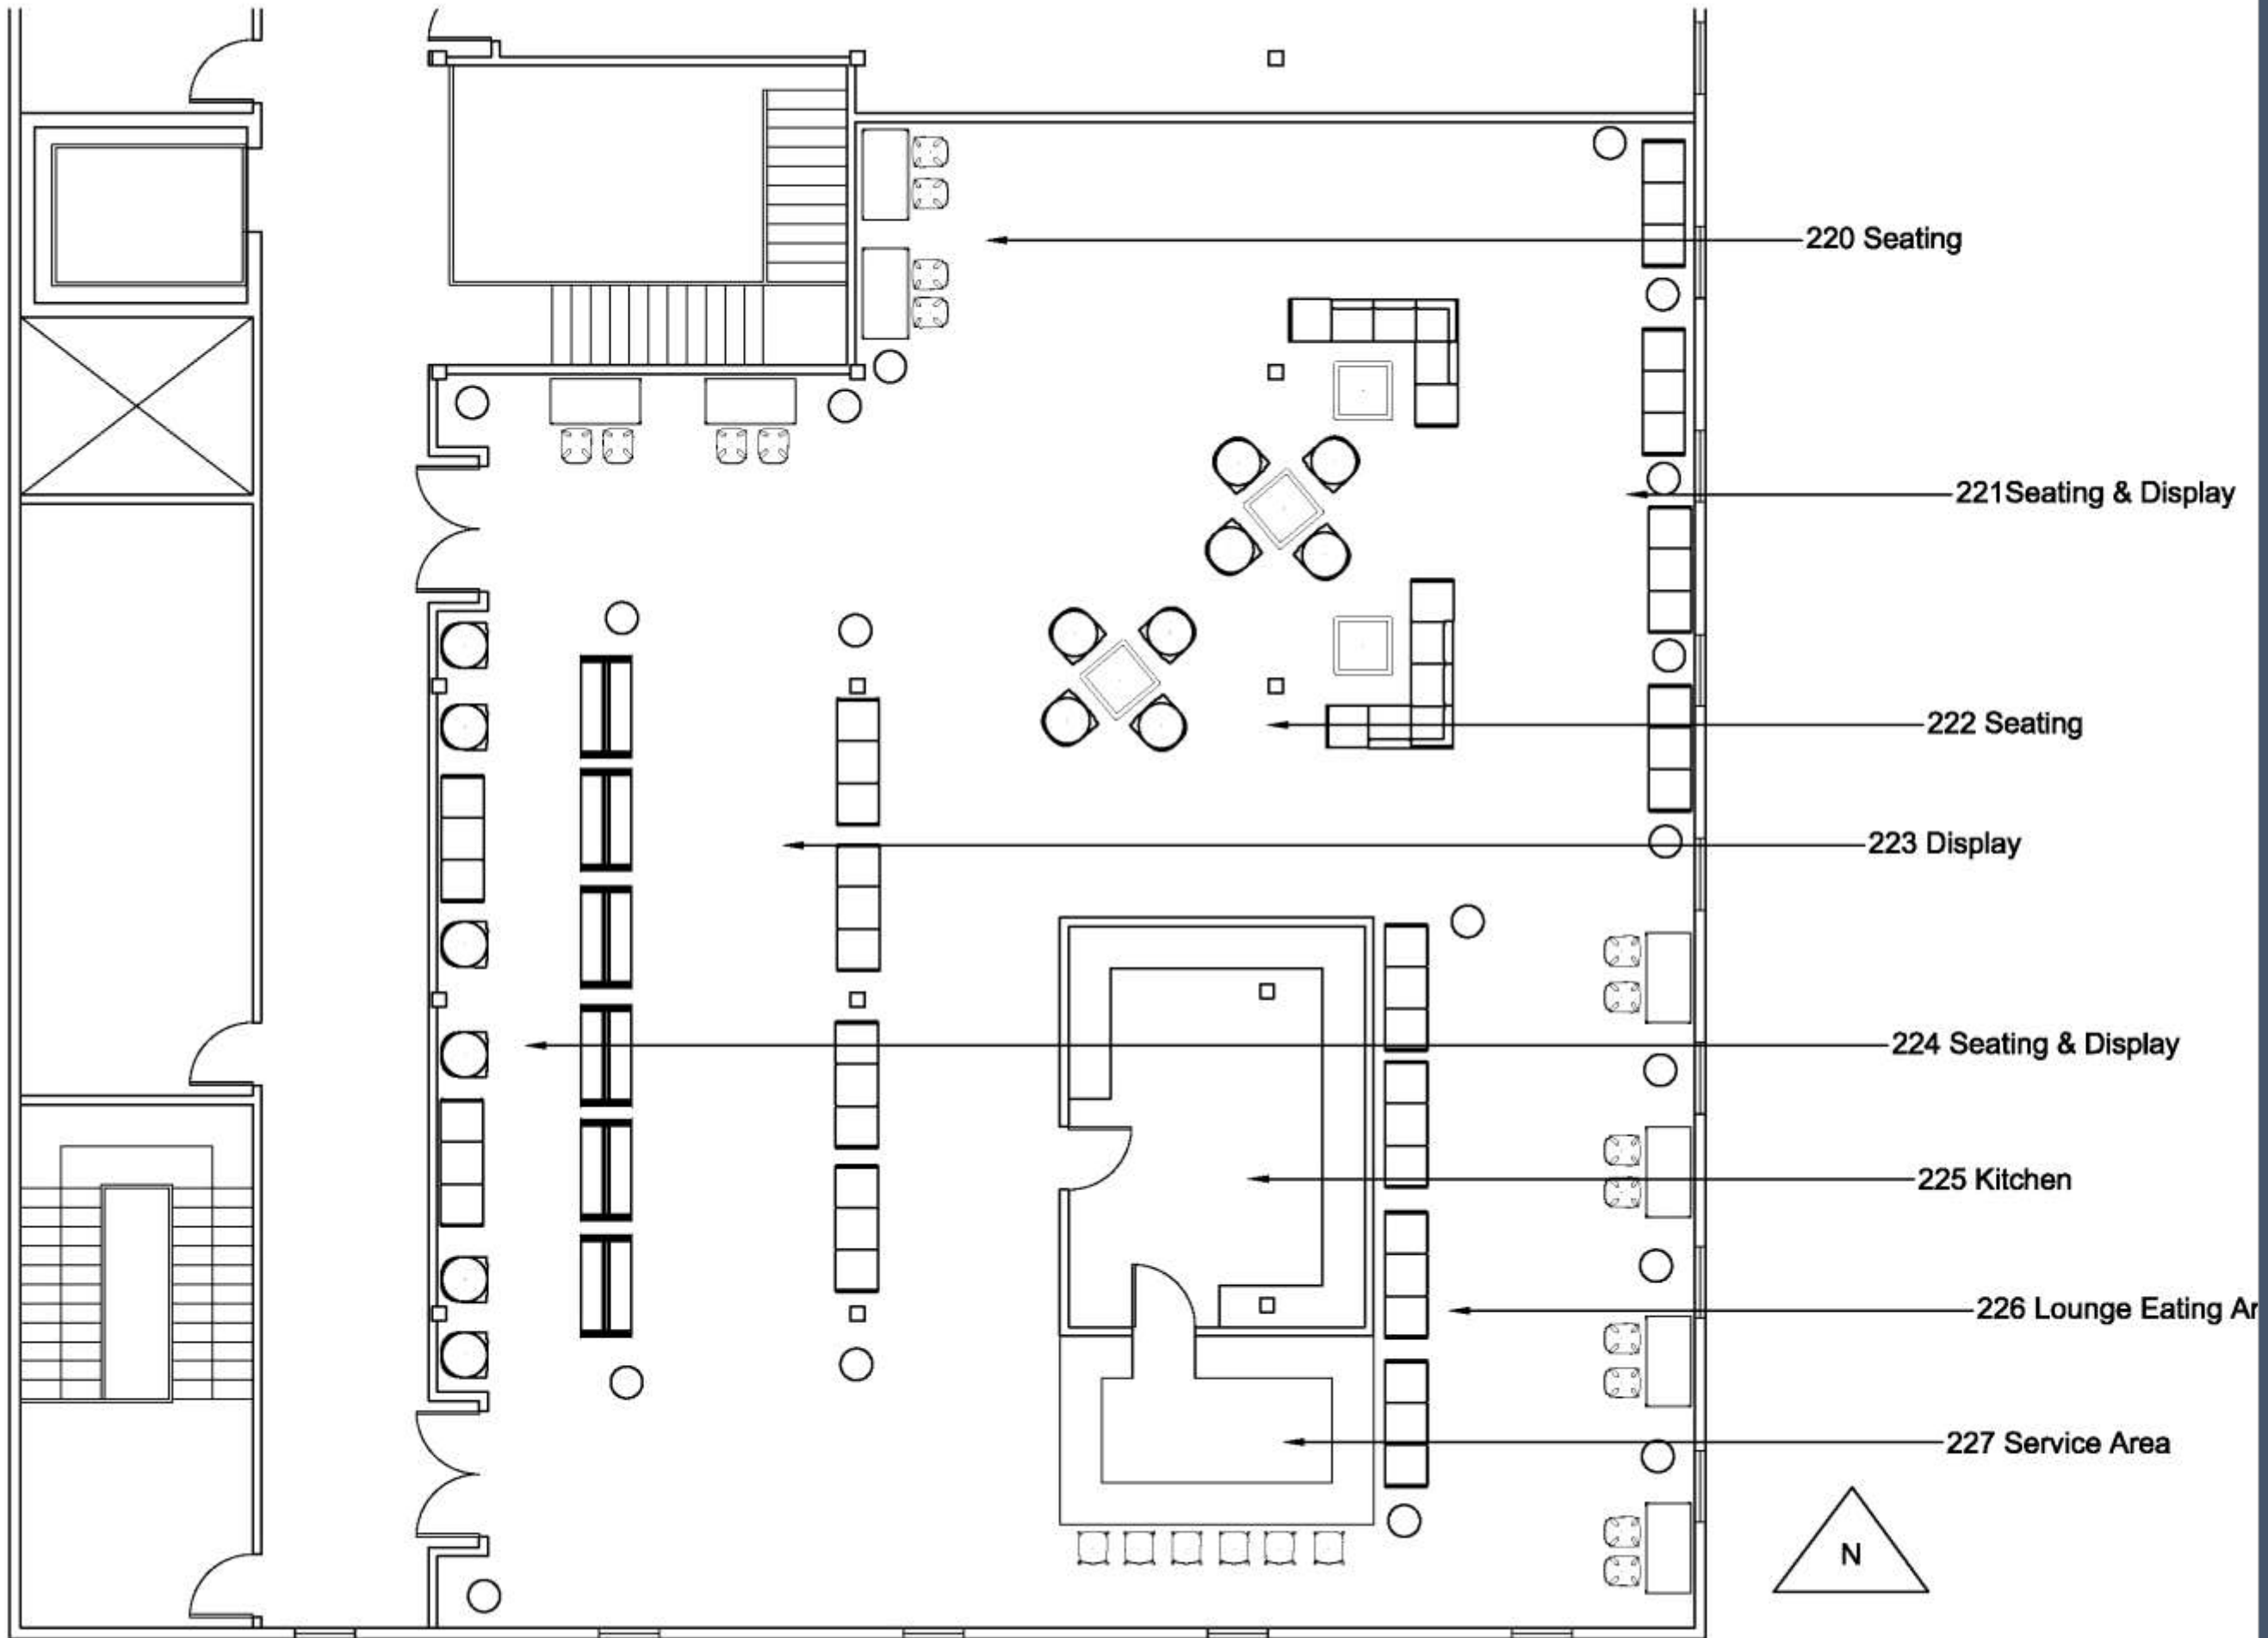 220 Seating
221Seating & Display
222 Seating
223 Display
224 Seating & Display
225 Kitchen
226 Lounge Eating Ar
227 Service Area
N